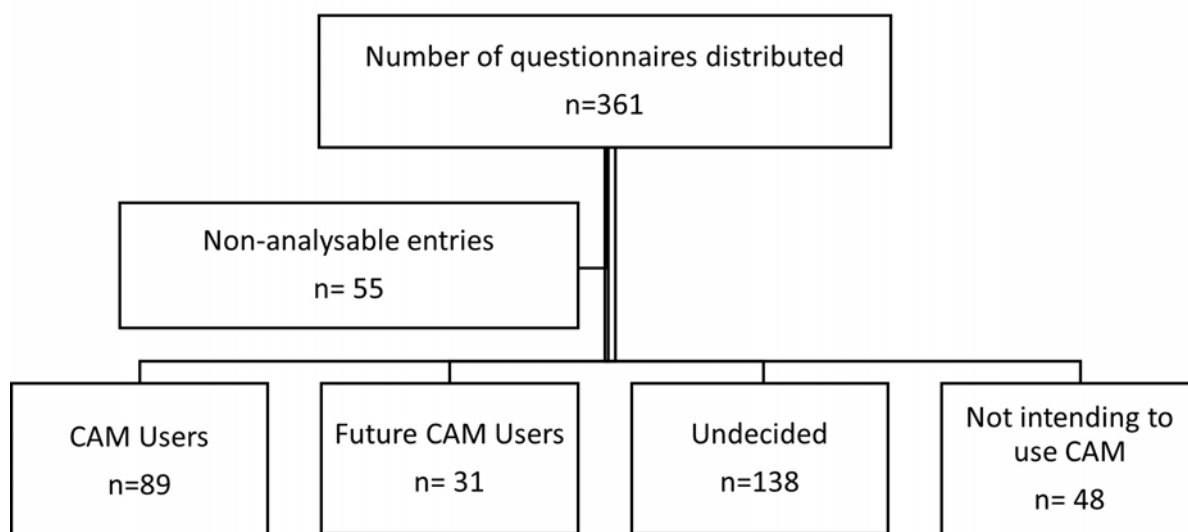 Number of questionnaires distributed
n=361
Non-analysable entries
n= 55
CAM Users
n=89
Future CAM Users
n= 31
Undecided
n=138
Not intending to
use CAM
n= 48